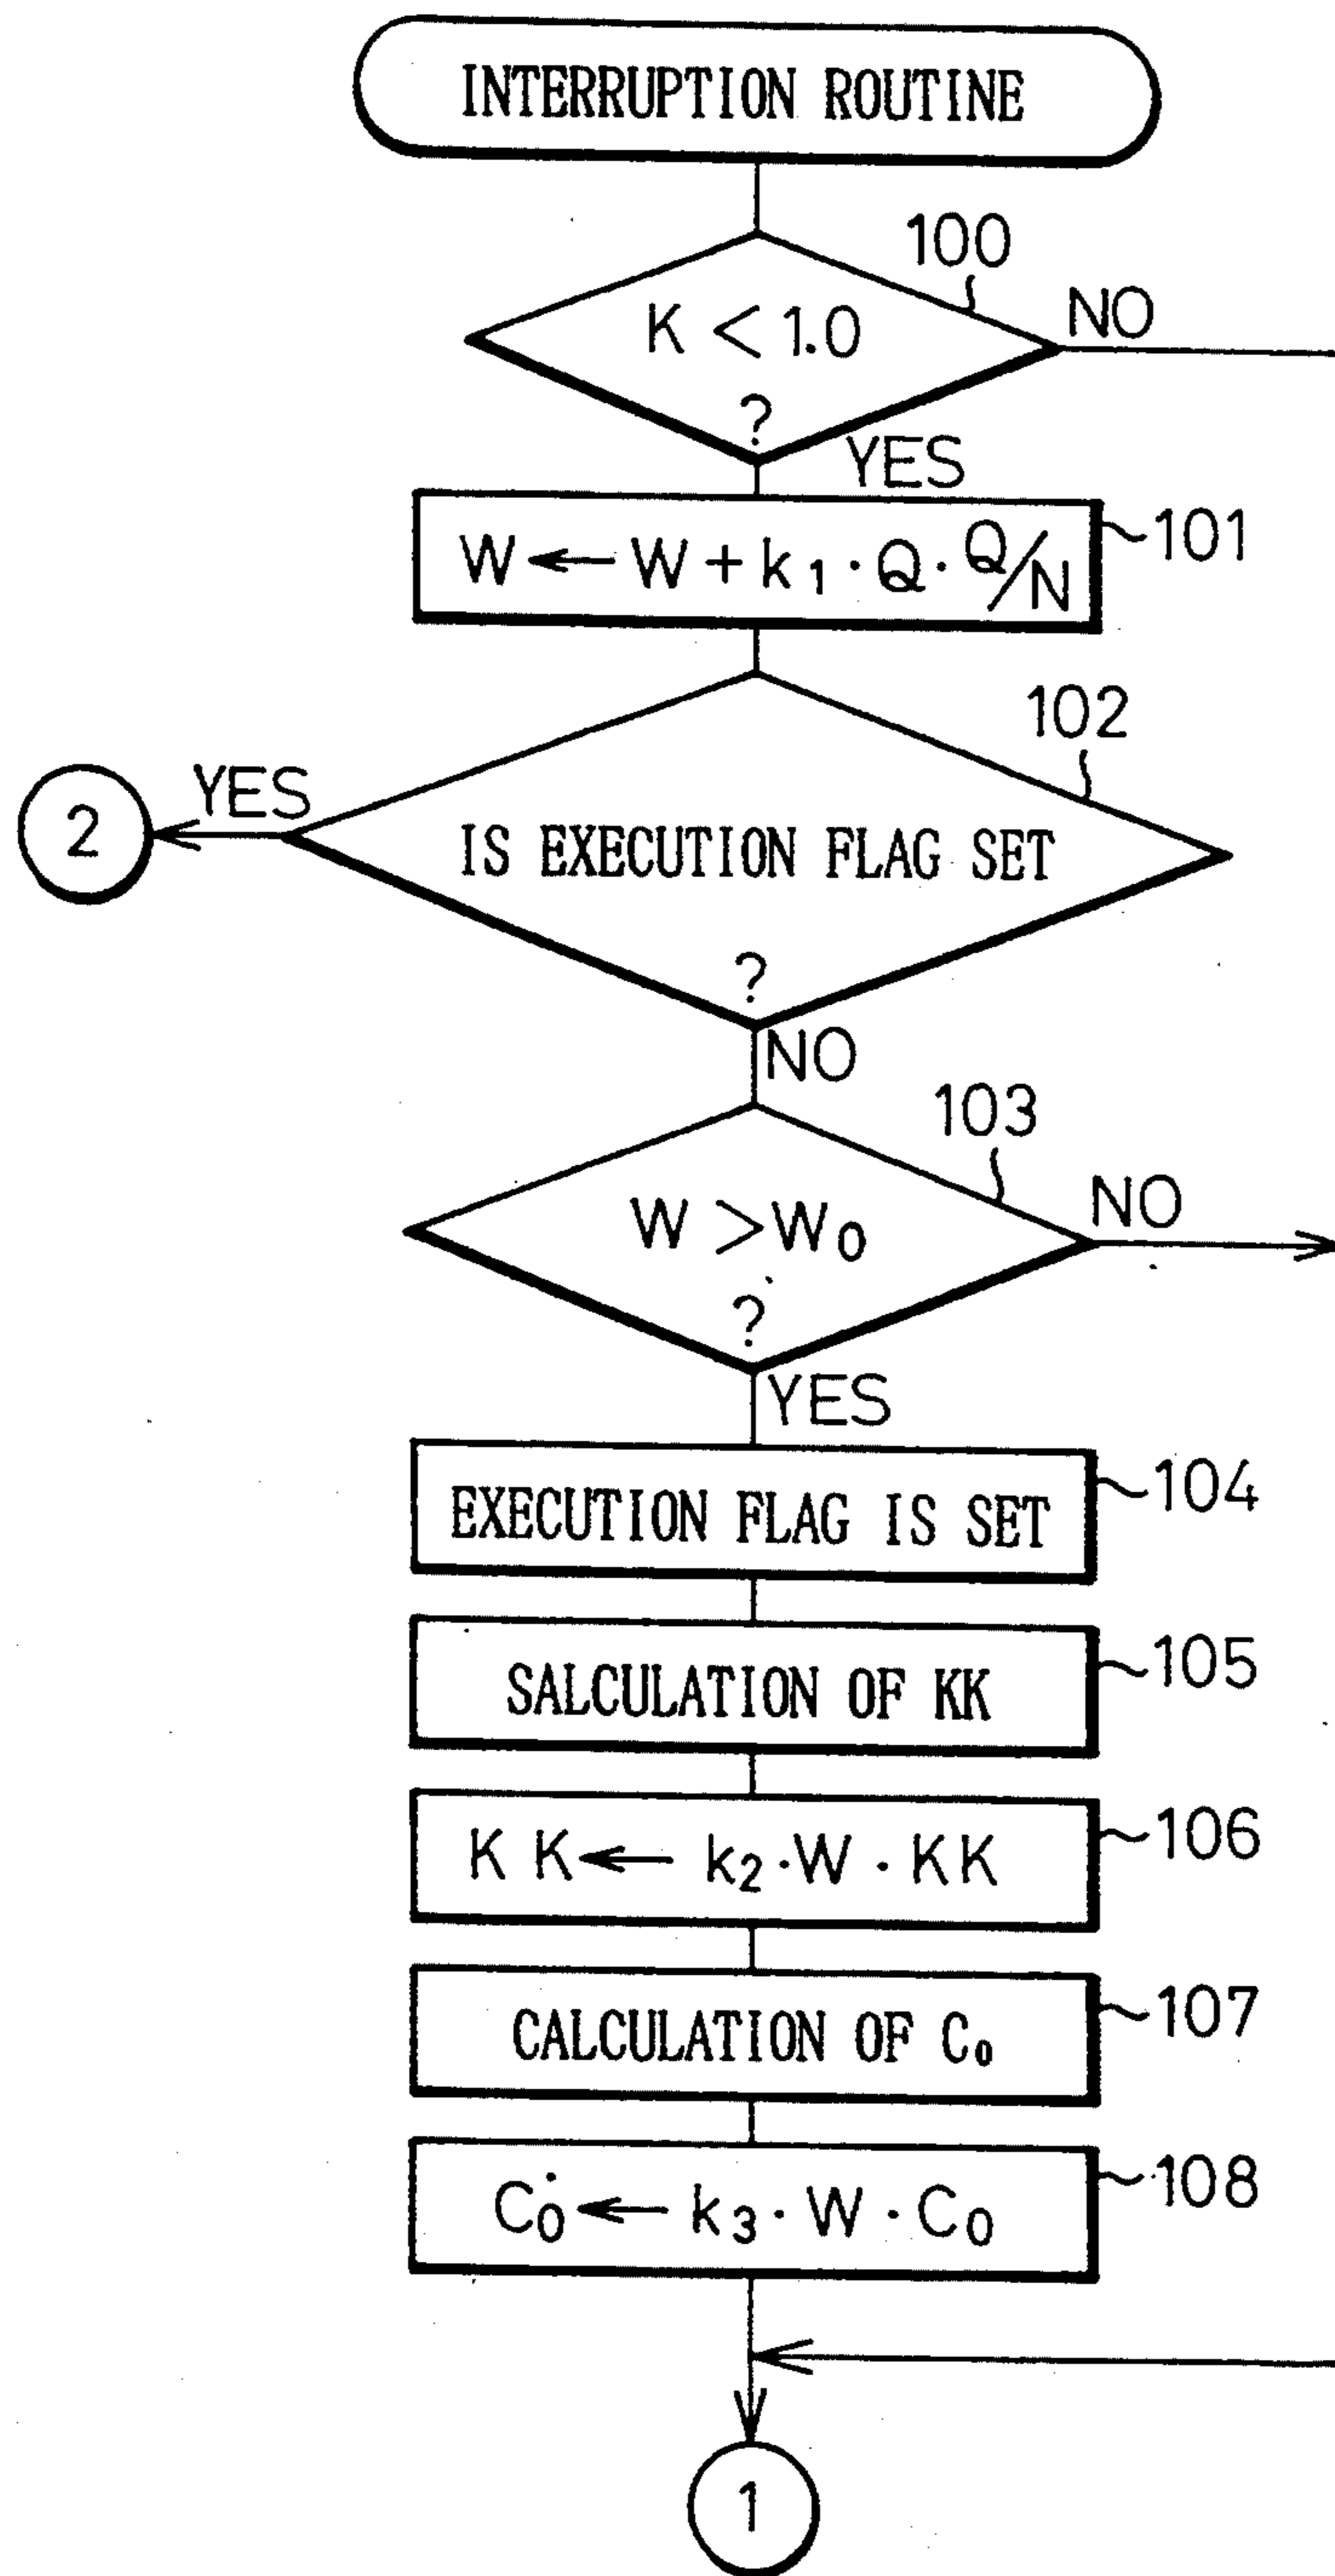 INTERRUPTION ROUTINE
100
K < 1.0
?
NO
YES
W ← W + k₁ · Q · Q/N
101
102
YES
2
IS EXECUTION FLAG SET
?
NO
103
W > W₀
?
NO
YES
EXECUTION FLAG IS SET
104
SALCULATION OF KK
105
K K ← k₂ · W · KK
106
CALCULATION OF C₀
107
C₀ ← k₃ · W · C₀
108
1